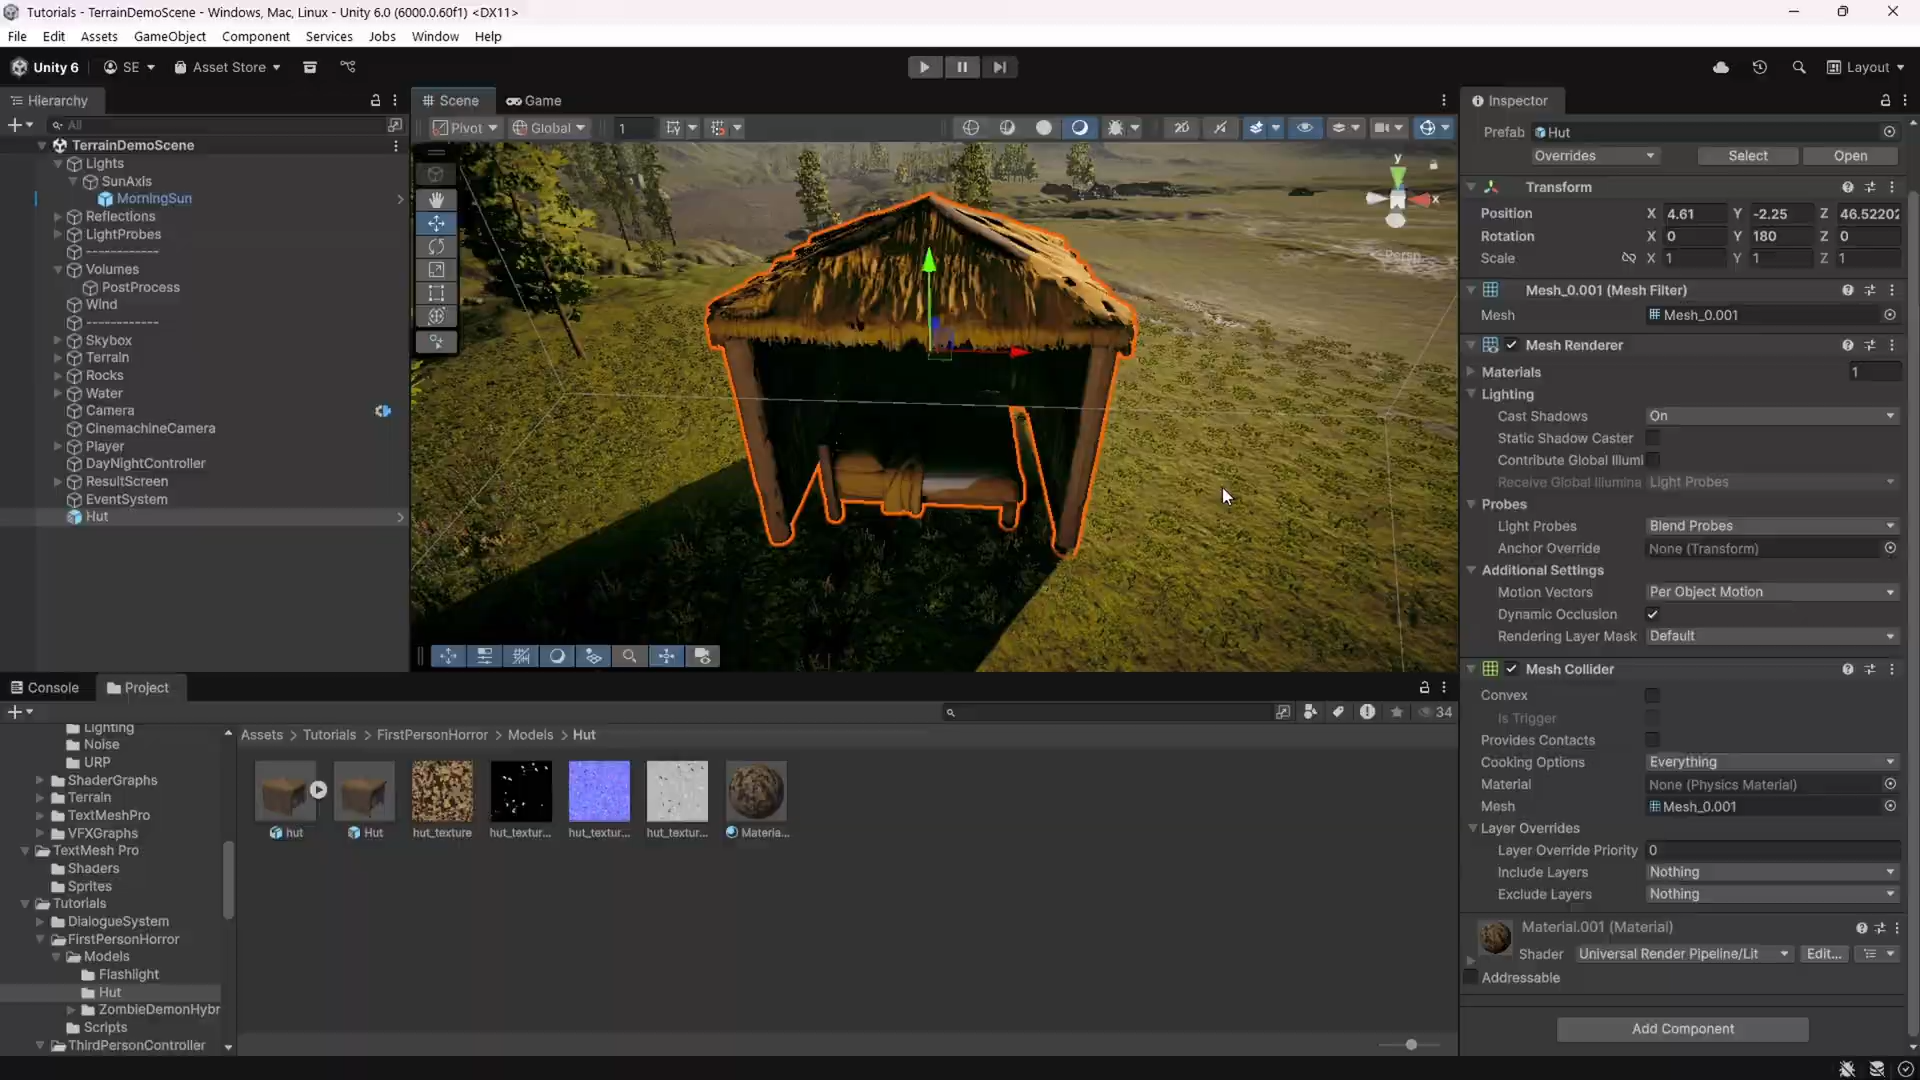 Tutorials - TerrainDemoScene - Windows, Mac, Linux - Unity 6.0 (6000.0.60f1) <DX11>
File Edit Assets GameObject Component Services Jobs Window Help
Unity 6 SE Asset Store Layout
Hierarchy
All
TerrainDemoScene
Lights
SunAxis
MorningSun
Reflections
LightProbes
------------
Volumes
PostProcess
Wind
------------
Skybox
Terrain
Rocks
Water
Camera
CinemachineCamera
Player
DayNightController
ResultScreen
EventSystem
Hut
Scene Game
Pivot Global 1 2D
y
x
Persp
Console Project
34
Lighting
Noise
URP
ShaderGraphs
Terrain
TextMeshPro
VFXGraphs
TextMesh Pro
Shaders
Sprites
Tutorials
DialogueSystem
FirstPersonHorror
Models
Flashlight
Hut
ZombieDemonHybr
Scripts
ThirdPersonController
Assets > Tutorials > FirstPersonHorror > Models > Hut
hut Hut hut_texture hut_textur... hut_textur... hut_textur... Materia...
Inspector
Prefab Hut
Overrides Select Open
Transform
Position X 4.61 Y -2.25 Z 46.52202
Rotation X 0 Y 180 Z 0
Scale X 1 Y 1 Z 1
Mesh_0.001 (Mesh Filter)
Mesh Mesh_0.001
Mesh Renderer
Materials 1
Lighting
Cast Shadows On
Static Shadow Caster
Contribute Global Illumi
Receive Global Illumina Light Probes
Probes
Light Probes Blend Probes
Anchor Override None (Transform)
Additional Settings
Motion Vectors Per Object Motion
Dynamic Occlusion
Rendering Layer Mask Default
Mesh Collider
Convex
Is Trigger
Provides Contacts
Cooking Options Everything
Material None (Physics Material)
Mesh Mesh_0.001
Layer Overrides
Layer Override Priority 0
Include Layers Nothing
Exclude Layers Nothing
Material.001 (Material)
Shader Universal Render Pipeline/Lit Edit...
Addressable
Add Component